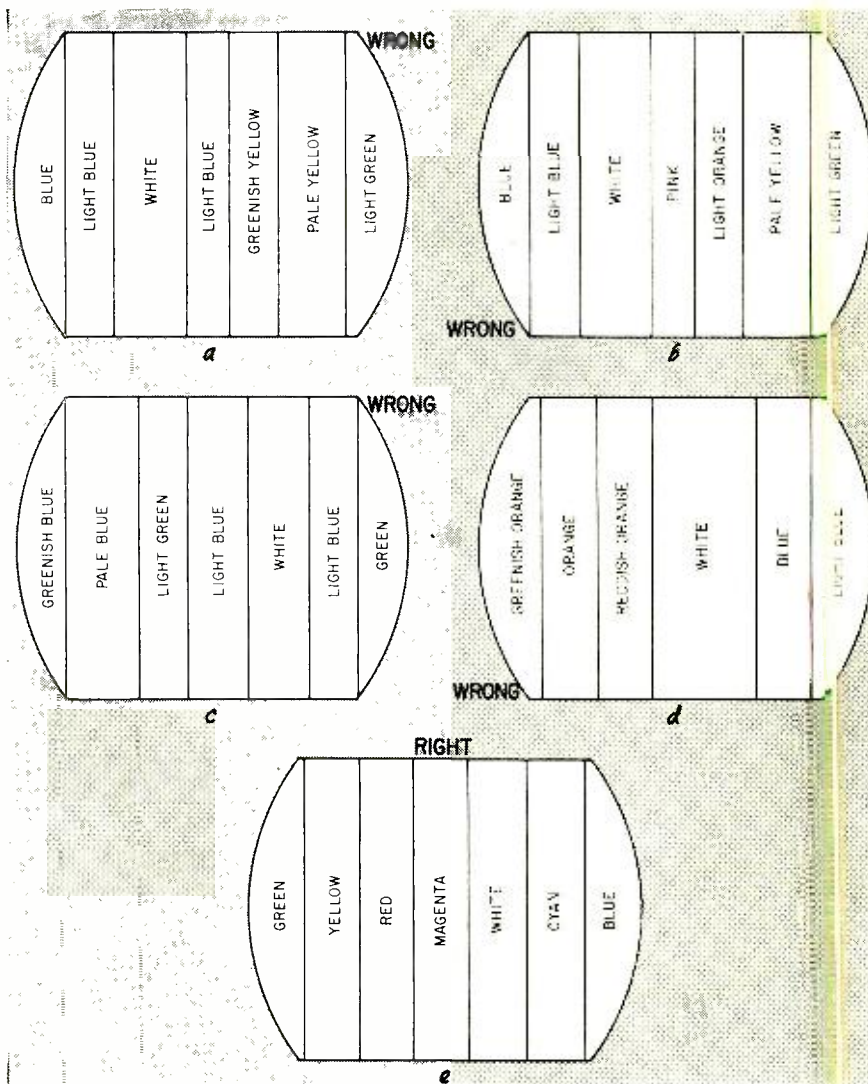 WRONG
BLUE
LIGHT BLUE
WHITE
LIGHT BLUE
GREENISH YELLOW
PALE YELLOW
LIGHT GREEN
a
BLUE
LIGHT BLUE
WHITE
PINK
LIGHT ORANGE
PALE YELLOW
LIGHT GREEN
WRONG
b
WRONG
GREENISH BLUE
PALE BLUE
LIGHT GREEN
LIGHT BLUE
WHITE
LIGHT BLUE
GREEN
c
GREENISH ORANGE
ORANGE
REDDISH ORANGE
WHITE
BLUE
LIGHT BLUE
WRONG
d
RIGHT
GREEN
YELLOW
RED
MAGENTA
WHITE
CYAN
BLUE
e